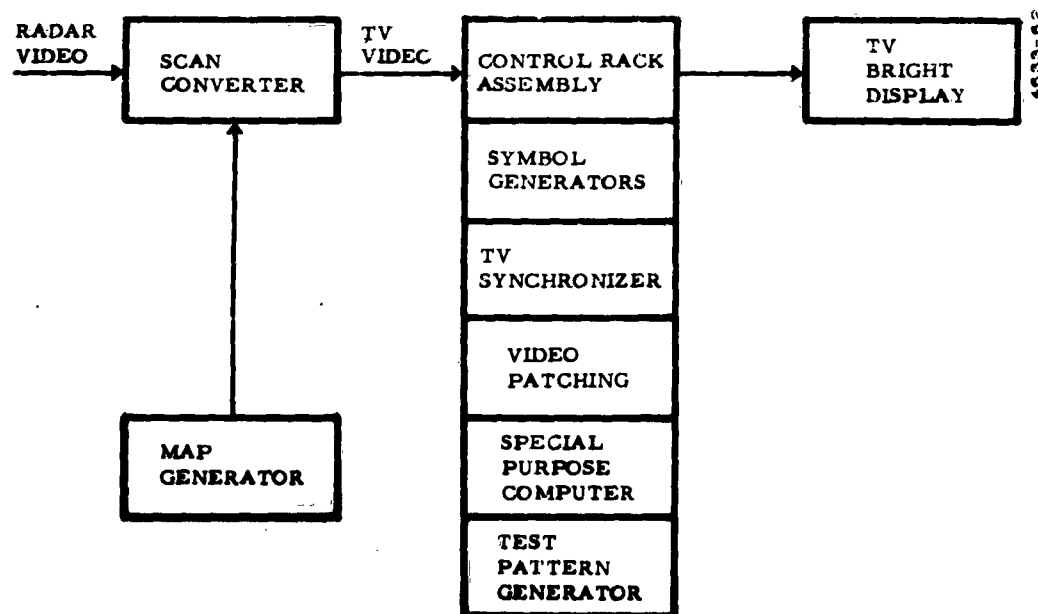 RADAR
VIDEO
SCAN
CONVERTER
TV
VIDEC
CONTROL RACK
ASSEMBLY
TV
BRIGHT
DISPLAY
SYMBOL
GENERATORS
TV
SYNCHRONIZER
VIDEO
PATCHING
MAP
GENERATOR
SPECIAL
PURPOSE
COMPUTER
TEST
PATTERN
GENERATOR